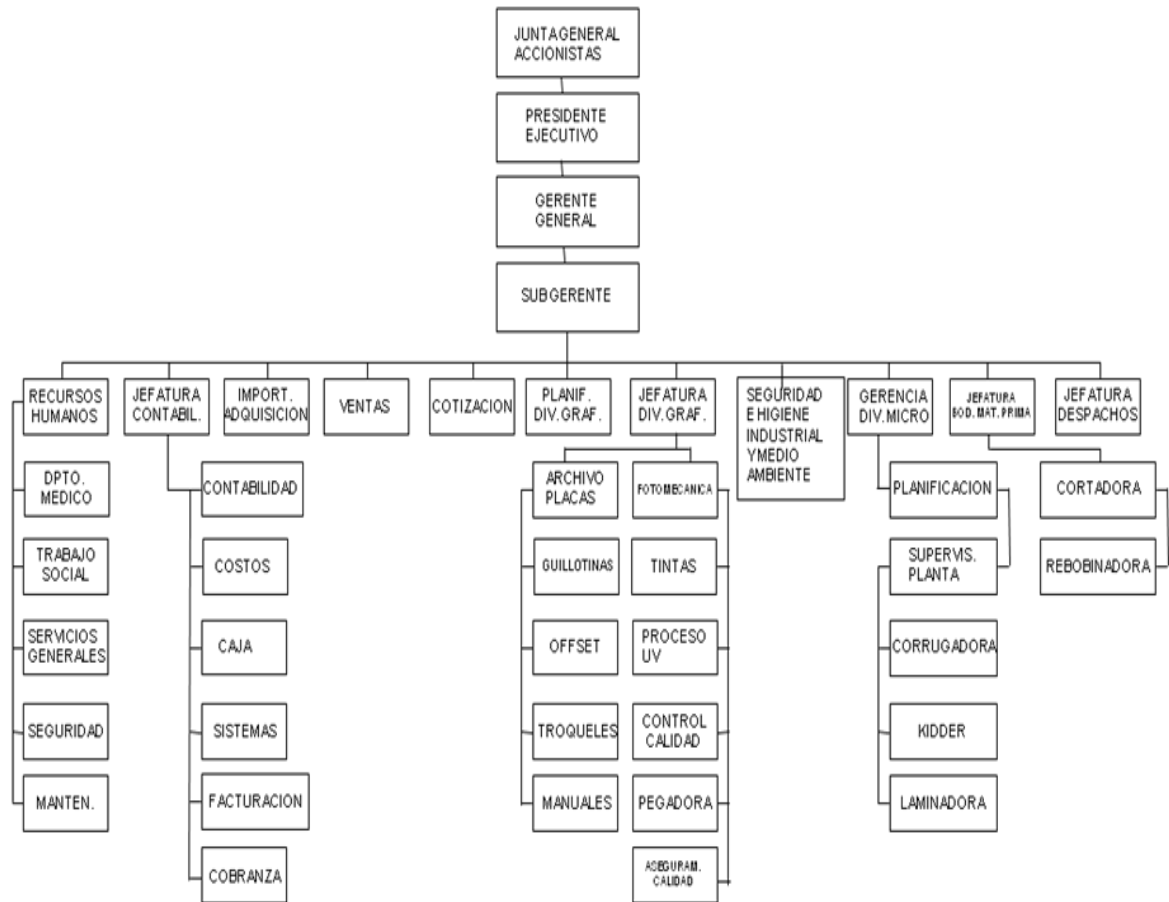 JUNTA GENERAL
ACCIONISTAS
PRESIDENTE
EJECUTIVO
GERENTE
GENERAL
SUBGERENTE
RECURSOS
HUMANOS
JEFATURA
CONTABIL.
IMPORT.
ADQUISICION
VENTAS
COTIZACION
PLANIF.
DIV. GRAF.
JEFATURA
DIV. GRAF.
SEGURIDAD
E HIGIENE
INDUSTRIAL
Y MEDIO
AMBIENTE
GERENCIA
DIV. MICRO
JEFATURA
BOD. MAT. PRIMA
JEFATURA
DESPACHOS
DPTO.
MEDICO
TRABAJO
SOCIAL
SERVICIOS
GENERALES
SEGURIDAD
MANTEN.
CONTABILIDAD
COSTOS
CAJA
SISTEMAS
FACTURACION
COBRANZA
ARCHIVO
PLACAS
GUILLOTINAS
OFFSET
TROQUELES
MANUALES
FOTOMECANICA
TINTAS
PROCESO
UV
CONTROL
CALIDAD
PEGADORA
ASEGURAM.
CALIDAD
PLANIFICACION
SUPERVIS.
PLANTA
CORRUGADORA
KIDDER
LAMINADORA
CORTADORA
REBOBINADORA